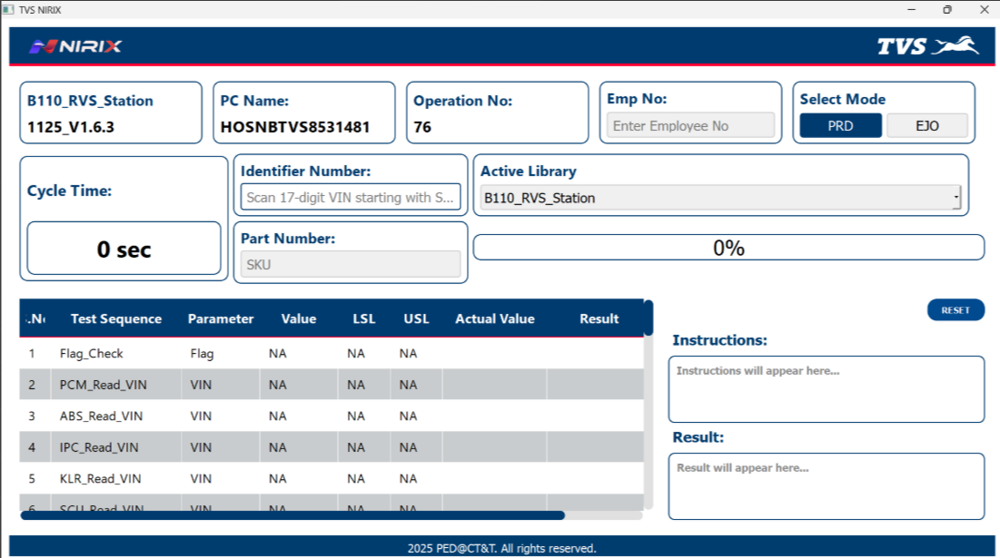 TVS NIRIX
NIRIX
TVS
B110_RVS_Station
1125_V1.6.3
PC Name:
HOSNBTVS8531481
Operation No:
76
Emp No:
Enter Employee No
Select Mode
PRD EJO
Cycle Time:
0 sec
Identifier Number:
Scan 17-digit VIN starting with S...
Part Number:
SKU
Active Library
B110_RVS_Station
0%
.N Test Sequence Parameter Value LSL USL Actual Value Result
1 Flag_Check Flag NA NA NA
2 PCM_Read_VIN VIN NA NA NA
3 ABS_Read_VIN VIN NA NA NA
4 IPC_Read_VIN VIN NA NA NA
5 KLR_Read_VIN VIN NA NA NA
6 SCU_Read_VIN VIN NA NA NA
RESET
Instructions:
Instructions will appear here...
Result:
Result will appear here...
2025 PED@CT&T. All rights reserved.